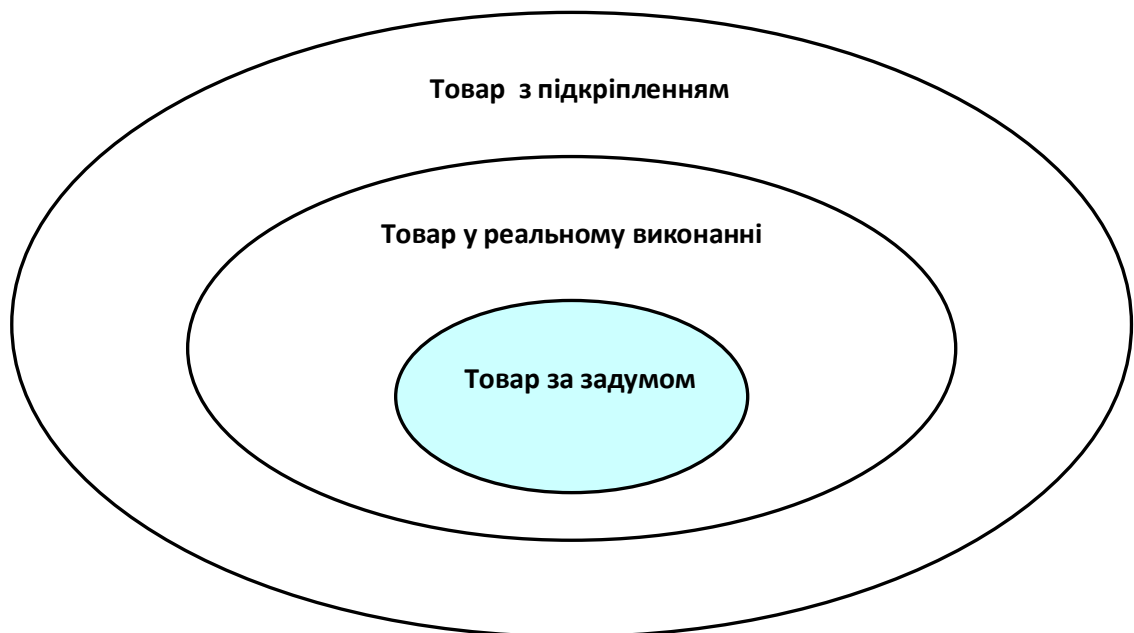 Товар з підкріпленням
Товар у реальному виконанні
Товар за задумом